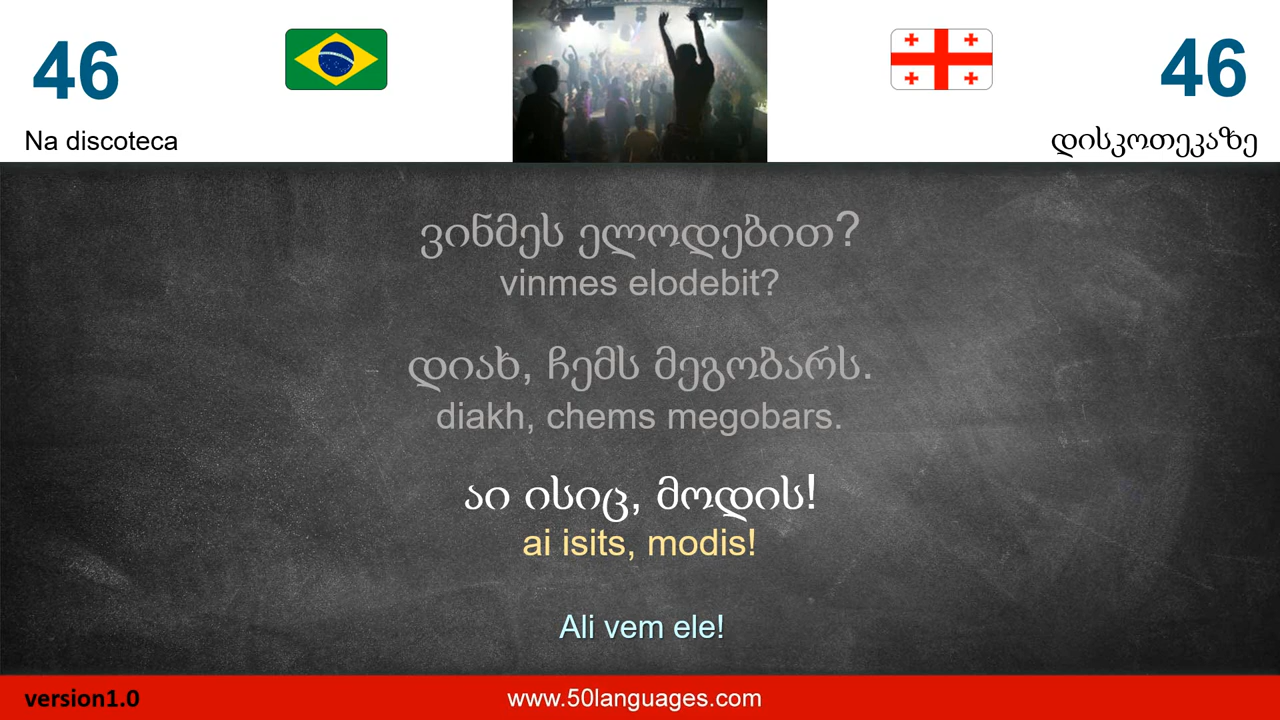 46
46
Na discoteca
დისკოთეკაზე
ვინმეს ელოდებით?
vinmes elodebit?
დიახ, ჩემს მეგობარს.
diakh, chems megobars.
აი ისიც, მოდის!
ai isits, modis!
Ali vem ele!
version1.0
www.50languages.com